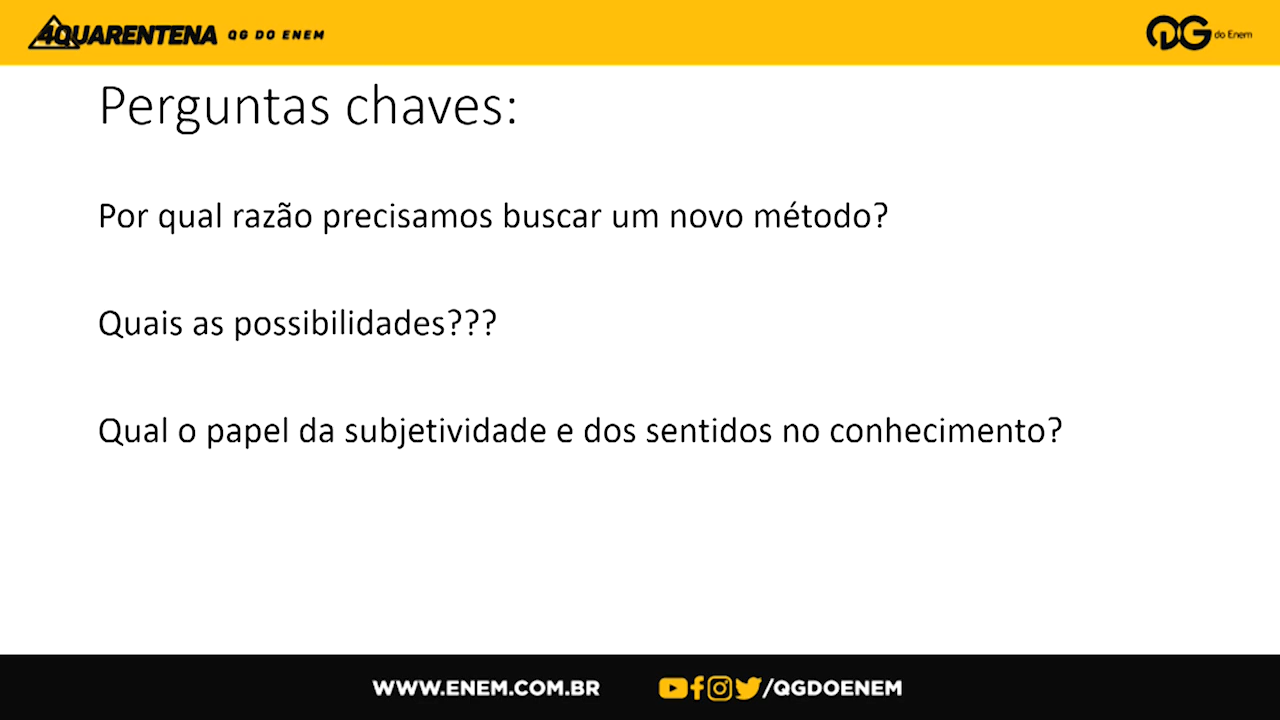 4QUARENTENA QG DO ENEM
QG do Enem
Perguntas chaves:
Por qual razão precisamos buscar um novo método?
Quais as possibilidades???
Qual o papel da subjetividade e dos sentidos no conhecimento?
WWW.ENEM.COM.BR /QGDOENEM